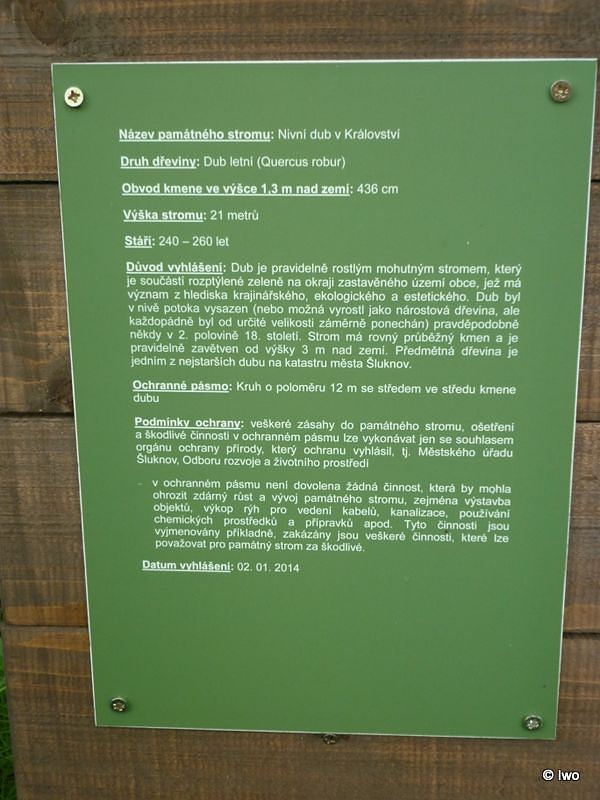 Název památného stromu: Nivní dub v Království
Druh dřeviny: Dub letní (Quercus robur)
Obvod kmene ve výšce 1,3 m nad zemí: 436 cm
Výška stromu: 21 metrů
Stáří: 240 – 260 let
Důvod vyhlášení: Dub je pravidelně rostlým mohutným stromem, který
je součástí rozptýlené zeleně na okraji zastavěného území obce, jež má
význam z hlediska krajinářského, ekologického a estetického. Dub byl
v nivě potoka vysazen (nebo možná vyrostl jako nárostová dřevina, ale
každopádně byl od určité velikosti záměrně ponechán) pravděpodobně
někdy v 2. polovině 18. století. Strom má rovný průběžný kmen a je
pravidelně zavětven od výšky 3 m nad zemí. Předmětná dřevina je
jedním z nejstarších dubu na katastru města Šluknov.
Ochranné pásmo: Kruh o poloměru 12 m se středem ve středu kmene
dubu
Podmínky ochrany: veškeré zásahy do památného stromu, ošetření
a škodlivé činnosti v ochranném pásmu lze vykonávat jen se souhlasem
orgánu ochrany přírody, který ochranu vyhlásil, tj. Městského úřadu
Šluknov, Odboru rozvoje a životního prostředí
- v ochranném pásmu není dovolena žádná činnost, která by mohla
ohrozit zdárný růst a vývoj památného stromu, zejména výstavba
objektů, výkop rýh pro vedení kabelů, kanalizace, používání
chemických prostředků a přípravků apod. Tyto činnosti jsou
vyjmenovány příkladně, zakázány jsou veškeré činnosti, které lze
považovat pro památný strom za škodlivé.
Datum vyhlášení: 02. 01. 2014
© iwo